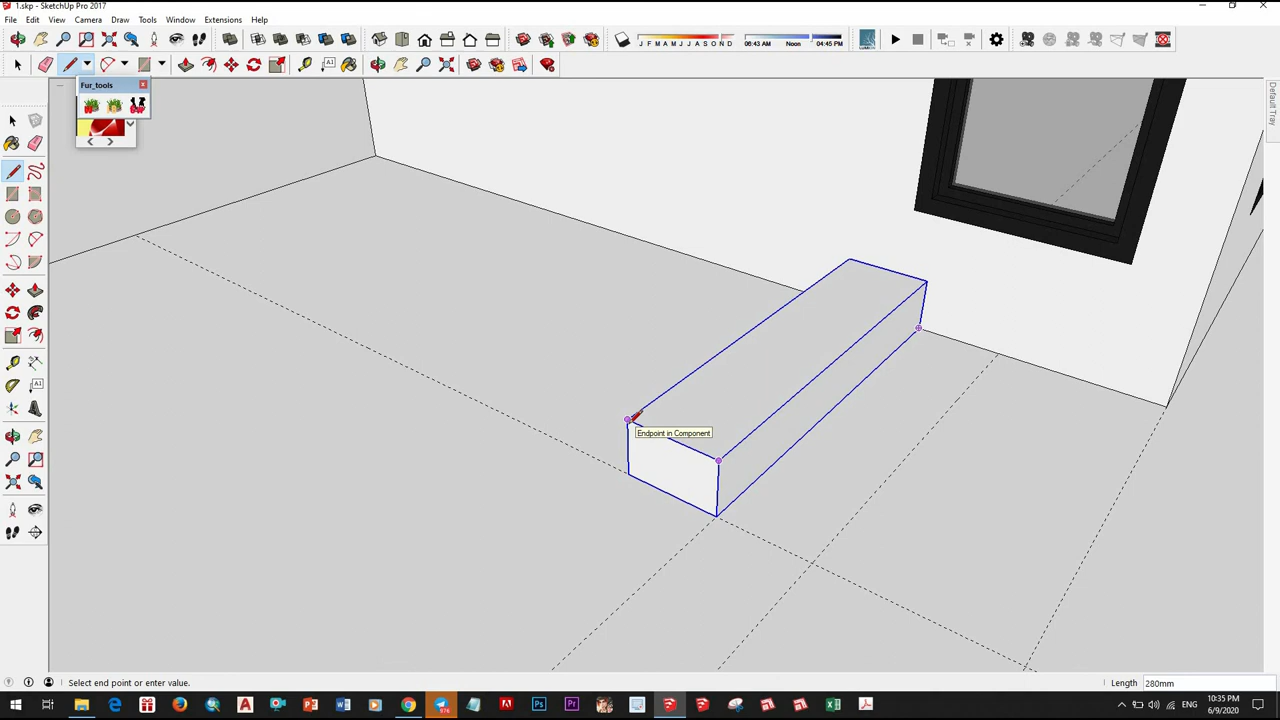 1.skp - SketchUp Pro 2017
File Edit View Camera Draw Tools Window Extensions Help
J F M A M J J A S O N D 06:43 AM Noon 04:45 PM
Fur_tools
Default Tray
Endpoint in Component
Select end point or enter value.
Length 280mm
ENG 10:35 PM
6/9/2020